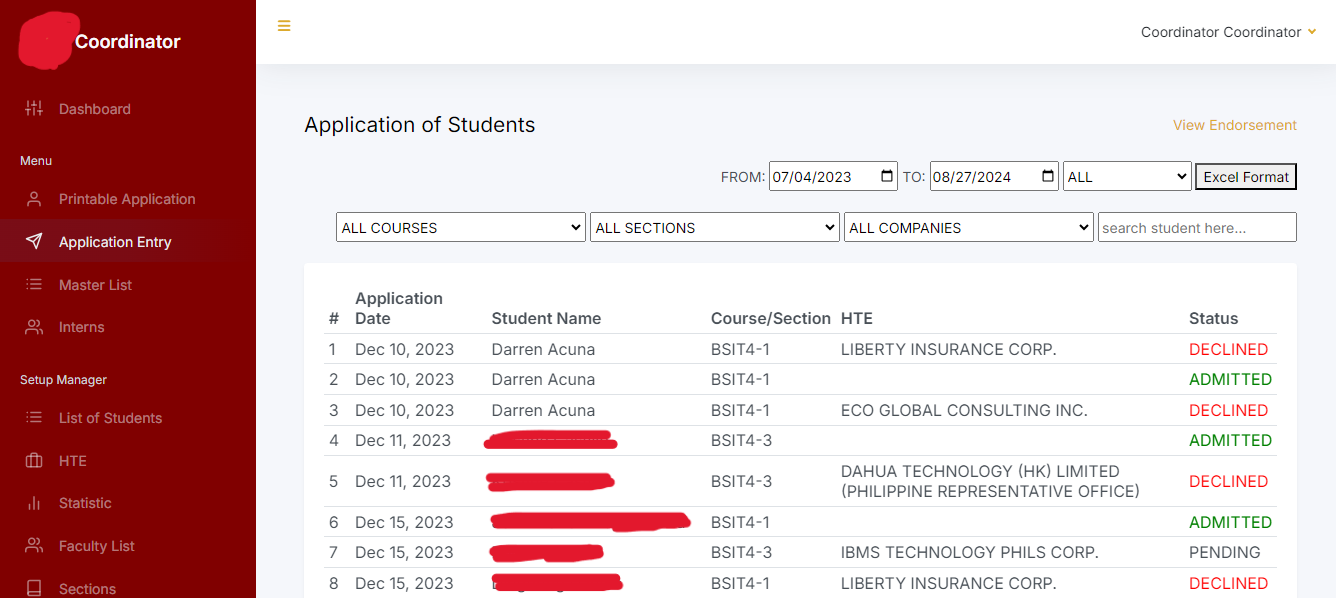 Coordinator
Coordinator Coordinator
Dashboard
Menu
Printable Application
Application Entry
Master List
Interns
Setup Manager
List of Students
HTE
Statistic
Faculty List
Sections
Application of Students
View Endorsement
FROM: 07/04/2023 TO: 08/27/2024 ALL Excel Format
ALL COURSES ALL SECTIONS ALL COMPANIES search student here...
# Application Date Student Name Course/Section HTE Status
1 Dec 10, 2023 Darren Acuna BSIT4-1 LIBERTY INSURANCE CORP. DECLINED
2 Dec 10, 2023 Darren Acuna BSIT4-1 ADMITTED
3 Dec 10, 2023 Darren Acuna BSIT4-1 ECO GLOBAL CONSULTING INC. DECLINED
4 Dec 11, 2023 BSIT4-3 ADMITTED
5 Dec 11, 2023 BSIT4-3 DAHUA TECHNOLOGY (HK) LIMITED (PHILIPPINE REPRESENTATIVE OFFICE) DECLINED
6 Dec 15, 2023 BSIT4-1 ADMITTED
7 Dec 15, 2023 BSIT4-3 IBMS TECHNOLOGY PHILS CORP. PENDING
8 Dec 15, 2023 BSIT4-1 LIBERTY INSURANCE CORP. DECLINED